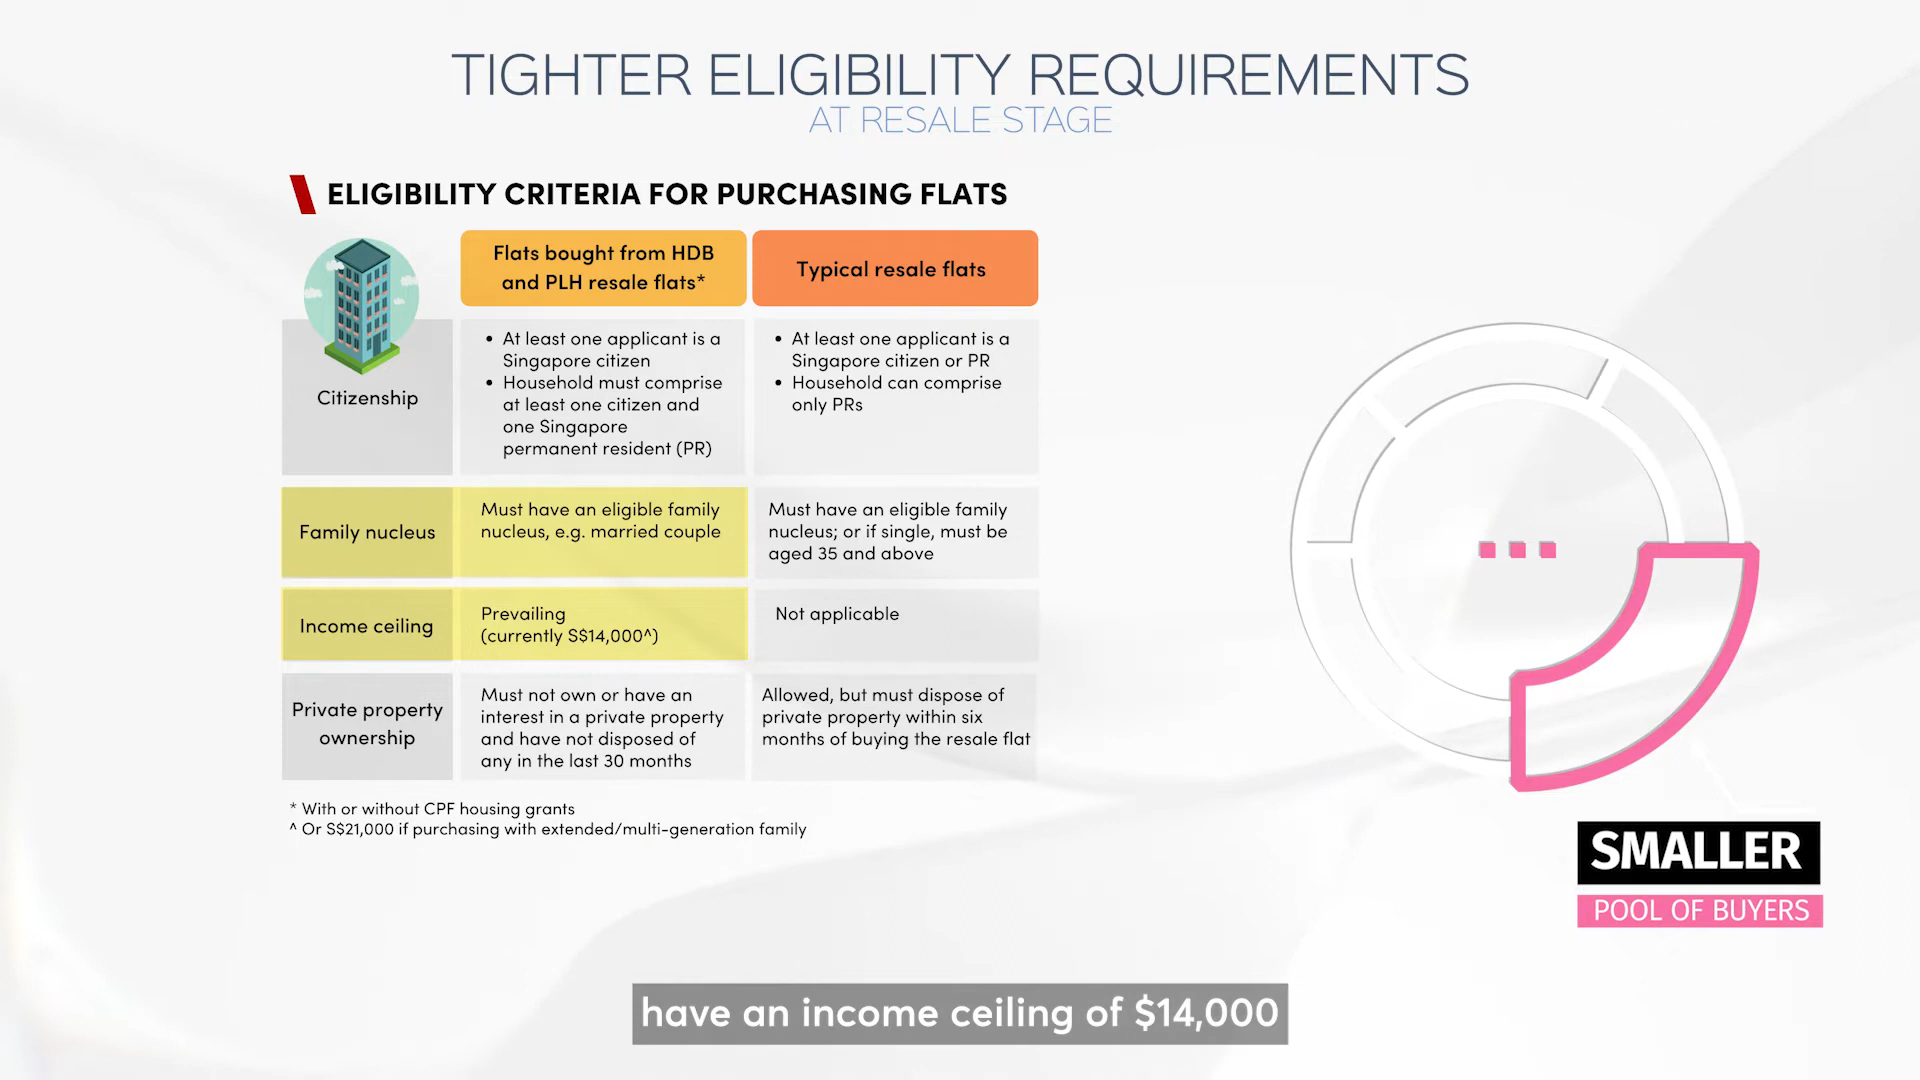 TIGHTER ELIGIBILITY REQUIREMENTS
AT RESALE STAGE
ELIGIBILITY CRITERIA FOR PURCHASING FLATS
Flats bought from HDB
and PLH resale flats*
Typical resale flats
Citizenship
• At least one applicant is a
Singapore citizen
• Household must comprise
at least one citizen and
one Singapore
permanent resident (PR)
• At least one applicant is a
Singapore citizen or PR
• Household can comprise
only PRs
Family nucleus
Must have an eligible family
nucleus, e.g. married couple
Must have an eligible family
nucleus; or if single, must be
aged 35 and above
Income ceiling
Prevailing
(currently S$14,000^)
Not applicable
Private property
ownership
Must not own or have an
interest in a private property
and have not disposed of
any in the last 30 months
Allowed, but must dispose of
private property within six
months of buying the resale flat
* With or without CPF housing grants
^ Or S$21,000 if purchasing with extended/multi-generation family
SMALLER
POOL OF BUYERS
have an income ceiling of $14,000